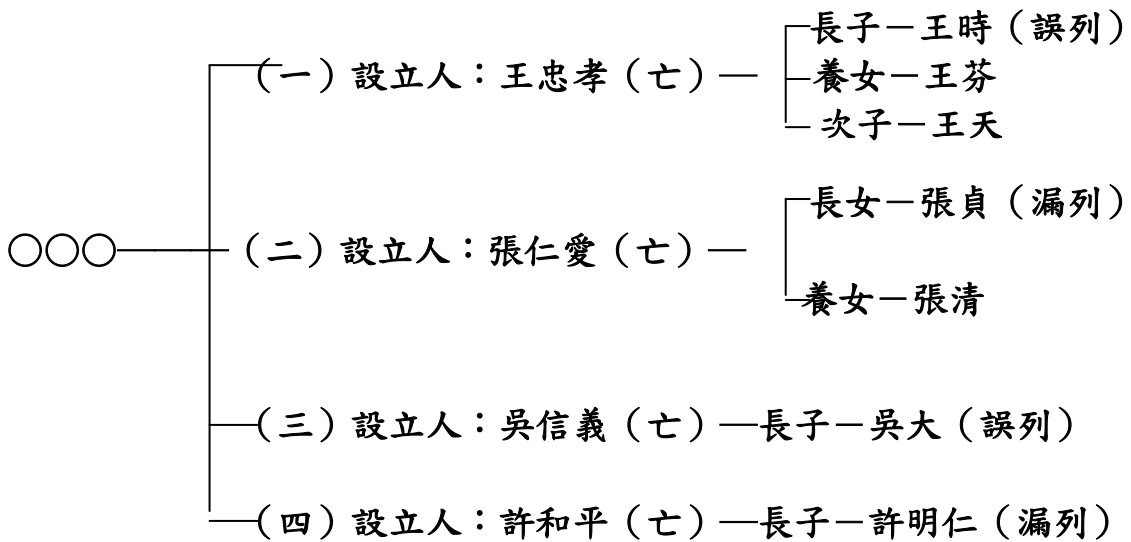 長子－王時（誤列）
（一）設立人：王忠孝（亡）
養女－王芬
次子－王天
長女－張貞（漏列）
○○○
（二）設立人：張仁愛（亡）
養女－張清
（三）設立人：吳信義（亡）
長子－吳大（誤列）
（四）設立人：許和平（亡）
長子－許明仁（漏列）